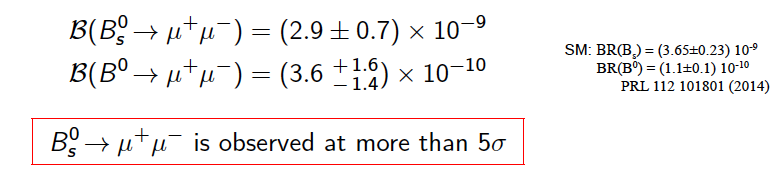 B(B⁰ₛ → μ⁺μ⁻) = (2.9 ± 0.7) × 10⁻⁹
B(B⁰ → μ⁺μ⁻) = (3.6 ⁺¹·⁶₋₁.₄) × 10⁻¹⁰
SM: BR(Bₛ) = (3.65±0.23) 10⁻⁹
BR(B⁰) = (1.1±0.1) 10⁻¹⁰
PRL 112 101801 (2014)
B⁰ₛ → μ⁺μ⁻ is observed at more than 5σ